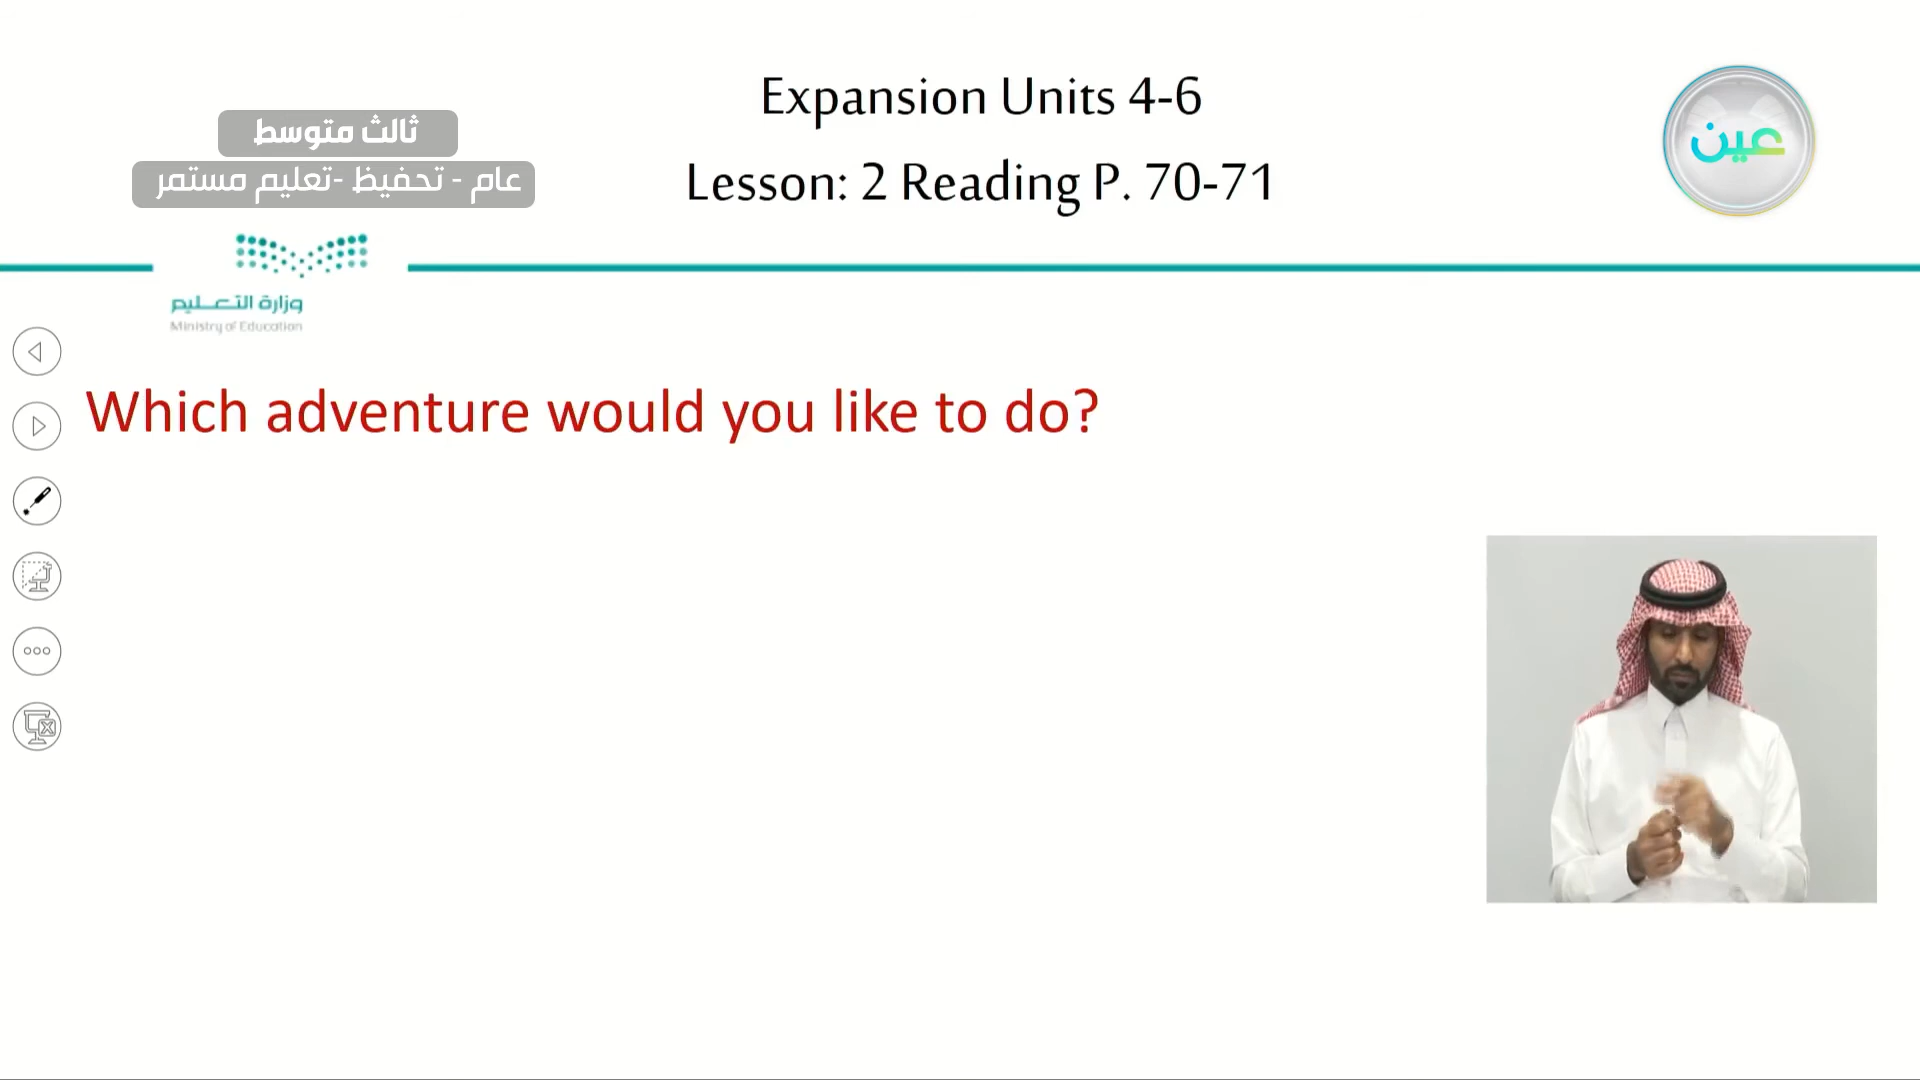 Expansion Units 4-6
ثالث متوسط
عام - تحفيظ -تعليم مستمر
Lesson: 2 Reading P. 70-71
عين
وزارة التعـــليم
Ministry of Education
Which adventure would you like to do?